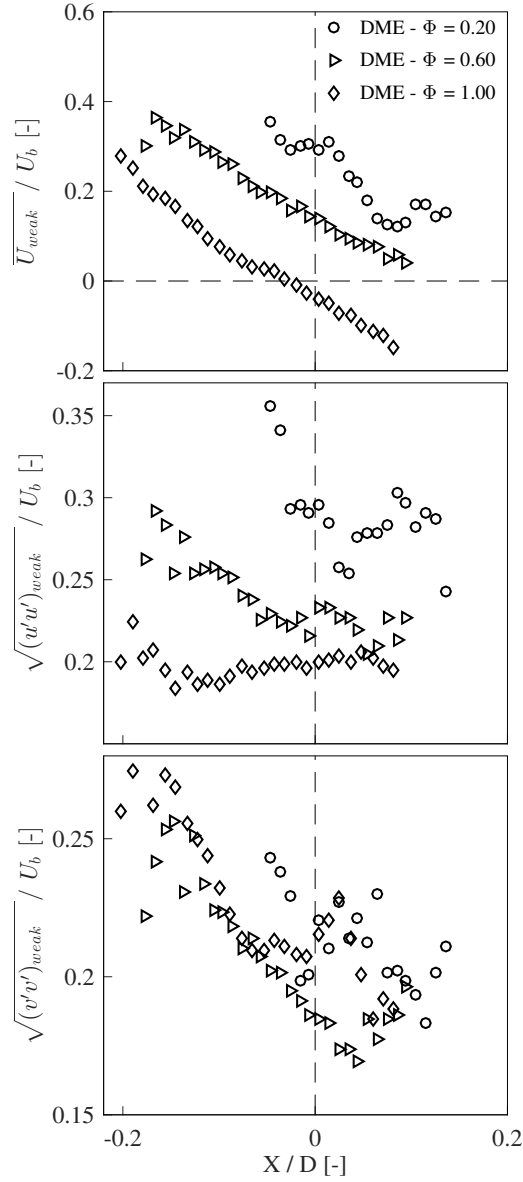 0.6
DME - Φ = 0.20
DME - Φ = 0.60
DME - Φ = 1.00
0.4
0.2
0
-0.2
U_weak / U_b [-]
0.35
0.3
0.25
0.2
√(u'u')_weak / U_b [-]
0.25
0.2
0.15
√(v'v')_weak / U_b [-]
-0.2 0 0.2
X / D [-]